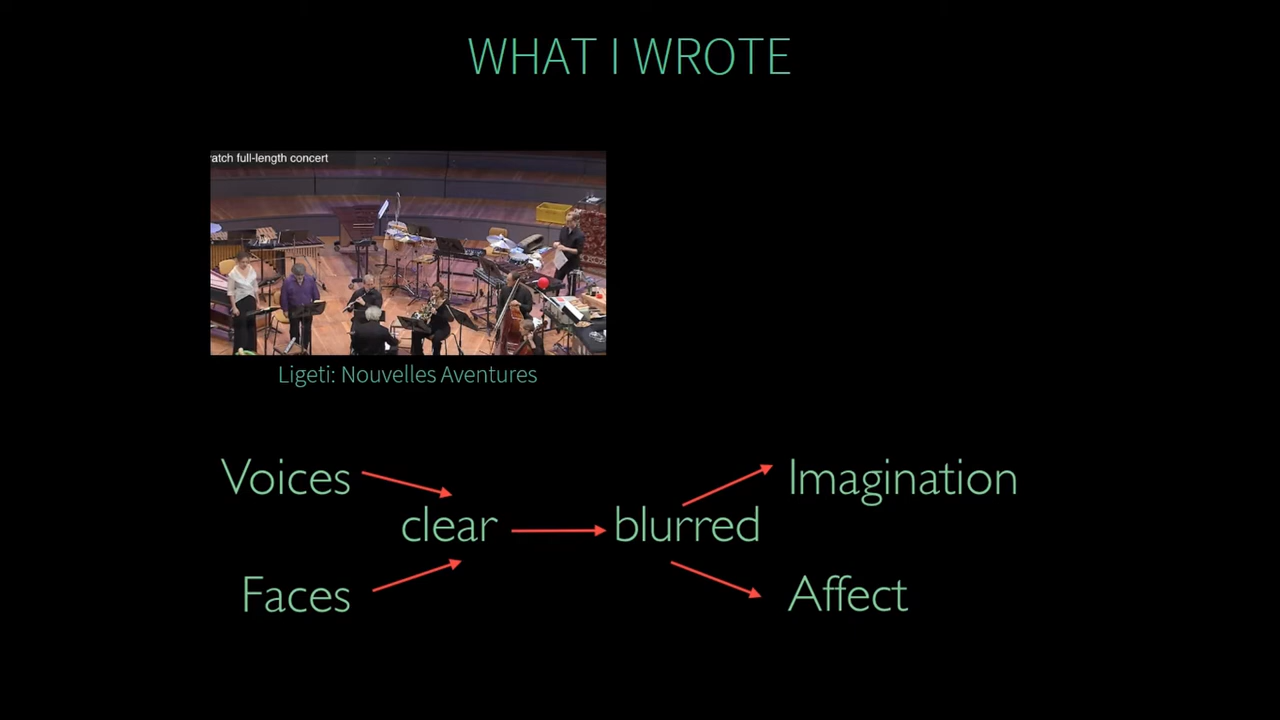 WHAT I WROTE
atch full-length concert
Ligeti: Nouvelles Aventures
Voices
Imagination
clear
blurred
Faces
Affect